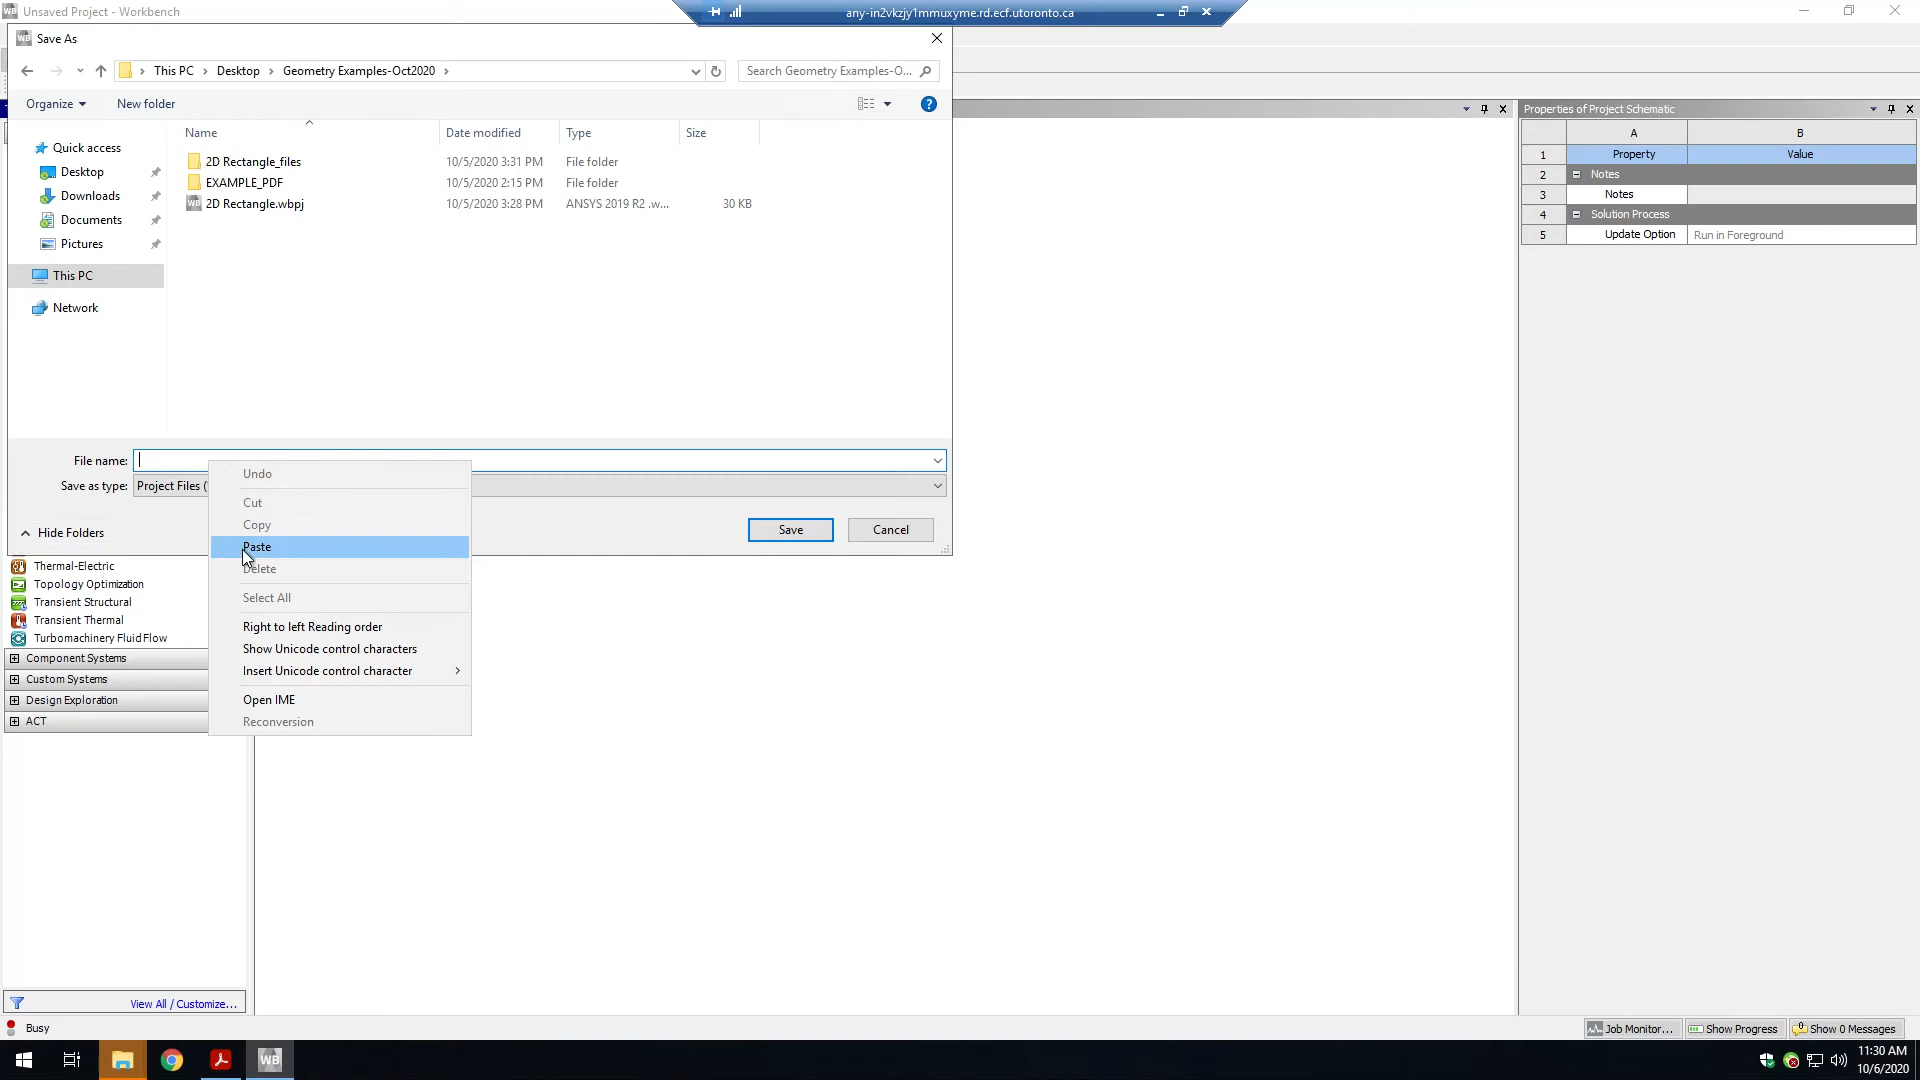 Unsaved Project - Workbench
any-in2vkzjy1mmuxyme.rd.ecf.utoronto.ca
WB Save As
This PC > Desktop > Geometry Examples-Oct2020 >
Search Geometry Examples-O...
Organize
New folder
?
Name Date modified Type Size
2D Rectangle_files 10/5/2020 3:31 PM File folder
EXAMPLE_PDF 10/5/2020 2:15 PM File folder
2D Rectangle.wbpj 10/5/2020 3:28 PM ANSYS 2019 R2 .w... 30 KB
Quick access
Desktop
Downloads
Documents
Pictures
This PC
Network
File name:
Save as type: Project Files (
Hide Folders
Save
Cancel
Undo
Cut
Copy
Paste
Delete
Select All
Right to left Reading order
Show Unicode control characters
Insert Unicode control character
Open IME
Reconversion
Thermal-Electric
Topology Optimization
Transient Structural
Transient Thermal
Turbomachinery Fluid Flow
Component Systems
Custom Systems
Design Exploration
ACT
View All / Customize...
Properties of Project Schematic
A B
1 Property Value
2 Notes
3 Notes
4 Solution Process
5 Update Option Run in Foreground
Busy
Job Monitor...
Show Progress
Show 0 Messages
WB
11:30 AM
10/6/2020